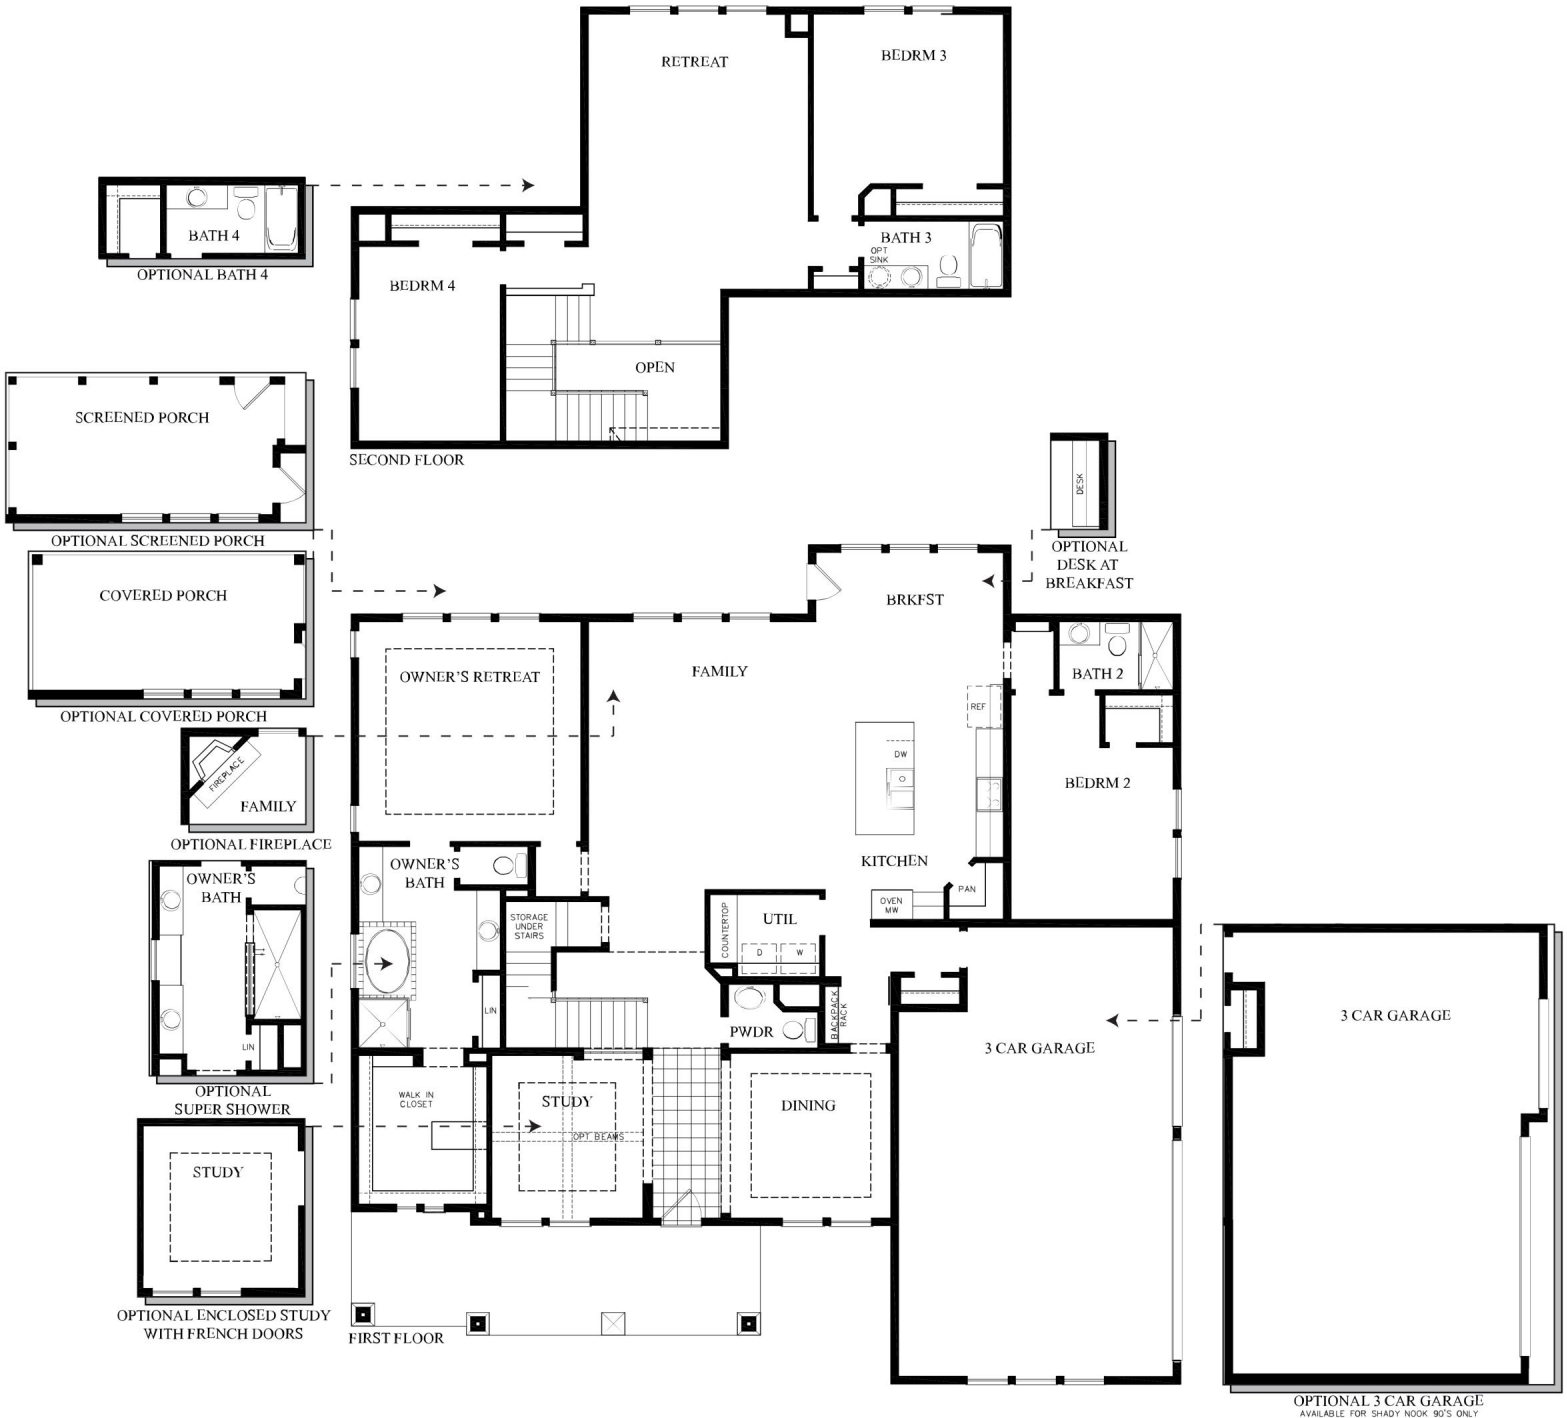 RETREAT
BEDRM 3
BATH 4
OPTIONAL BATH 4
BATH 3
OPT
SINK
BEDRM 4
OPEN
SECOND FLOOR
SCREENED PORCH
OPTIONAL SCREENED PORCH
DESK
OPTIONAL
DESK AT
BREAKFAST
COVERED PORCH
OPTIONAL COVERED PORCH
BRKFST
OWNER'S RETREAT
FAMILY
BATH 2
REF
DW
BEDRM 2
FIREPLACE
FAMILY
OPTIONAL FIREPLACE
KITCHEN
OWNER'S
BATH
OWNER'S
BATH
PAN
OVEN
MW
STORAGE
UNDER
STAIRS
COUNTERTOP
UTIL
D
W
LIN
LIN
PWDR
BACKPACK
RACK
3 CAR GARAGE
3 CAR GARAGE
OPTIONAL
SUPER SHOWER
WALK IN
CLOSET
STUDY
OPT BEAMS
DINING
STUDY
OPTIONAL ENCLOSED STUDY
WITH FRENCH DOORS
FIRST FLOOR
OPTIONAL 3 CAR GARAGE
AVAILABLE FOR SHADY NOOK 90'S ONLY